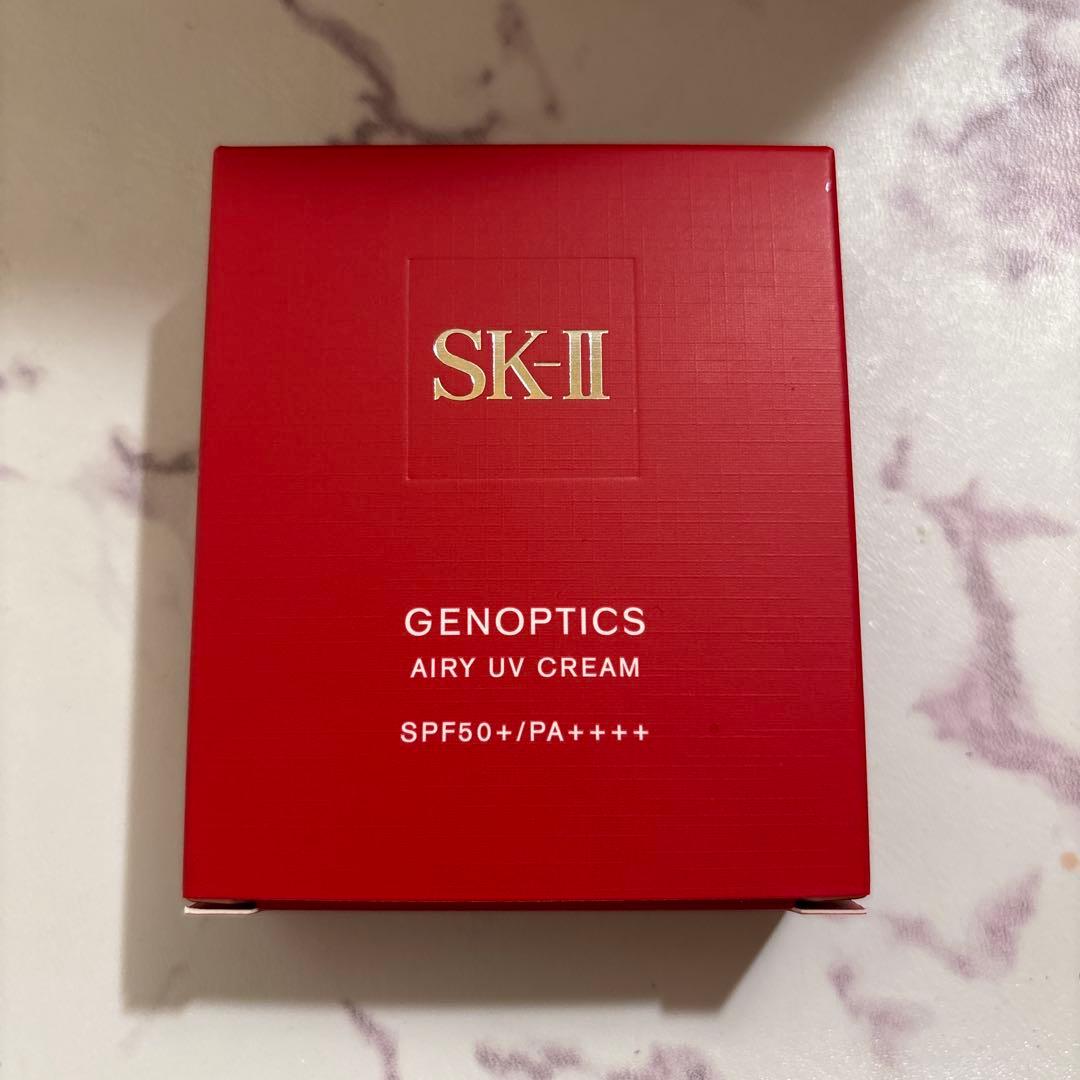 SK-II
GENOPTICS
AIRY UV CREAM
SPF50+/PA++++